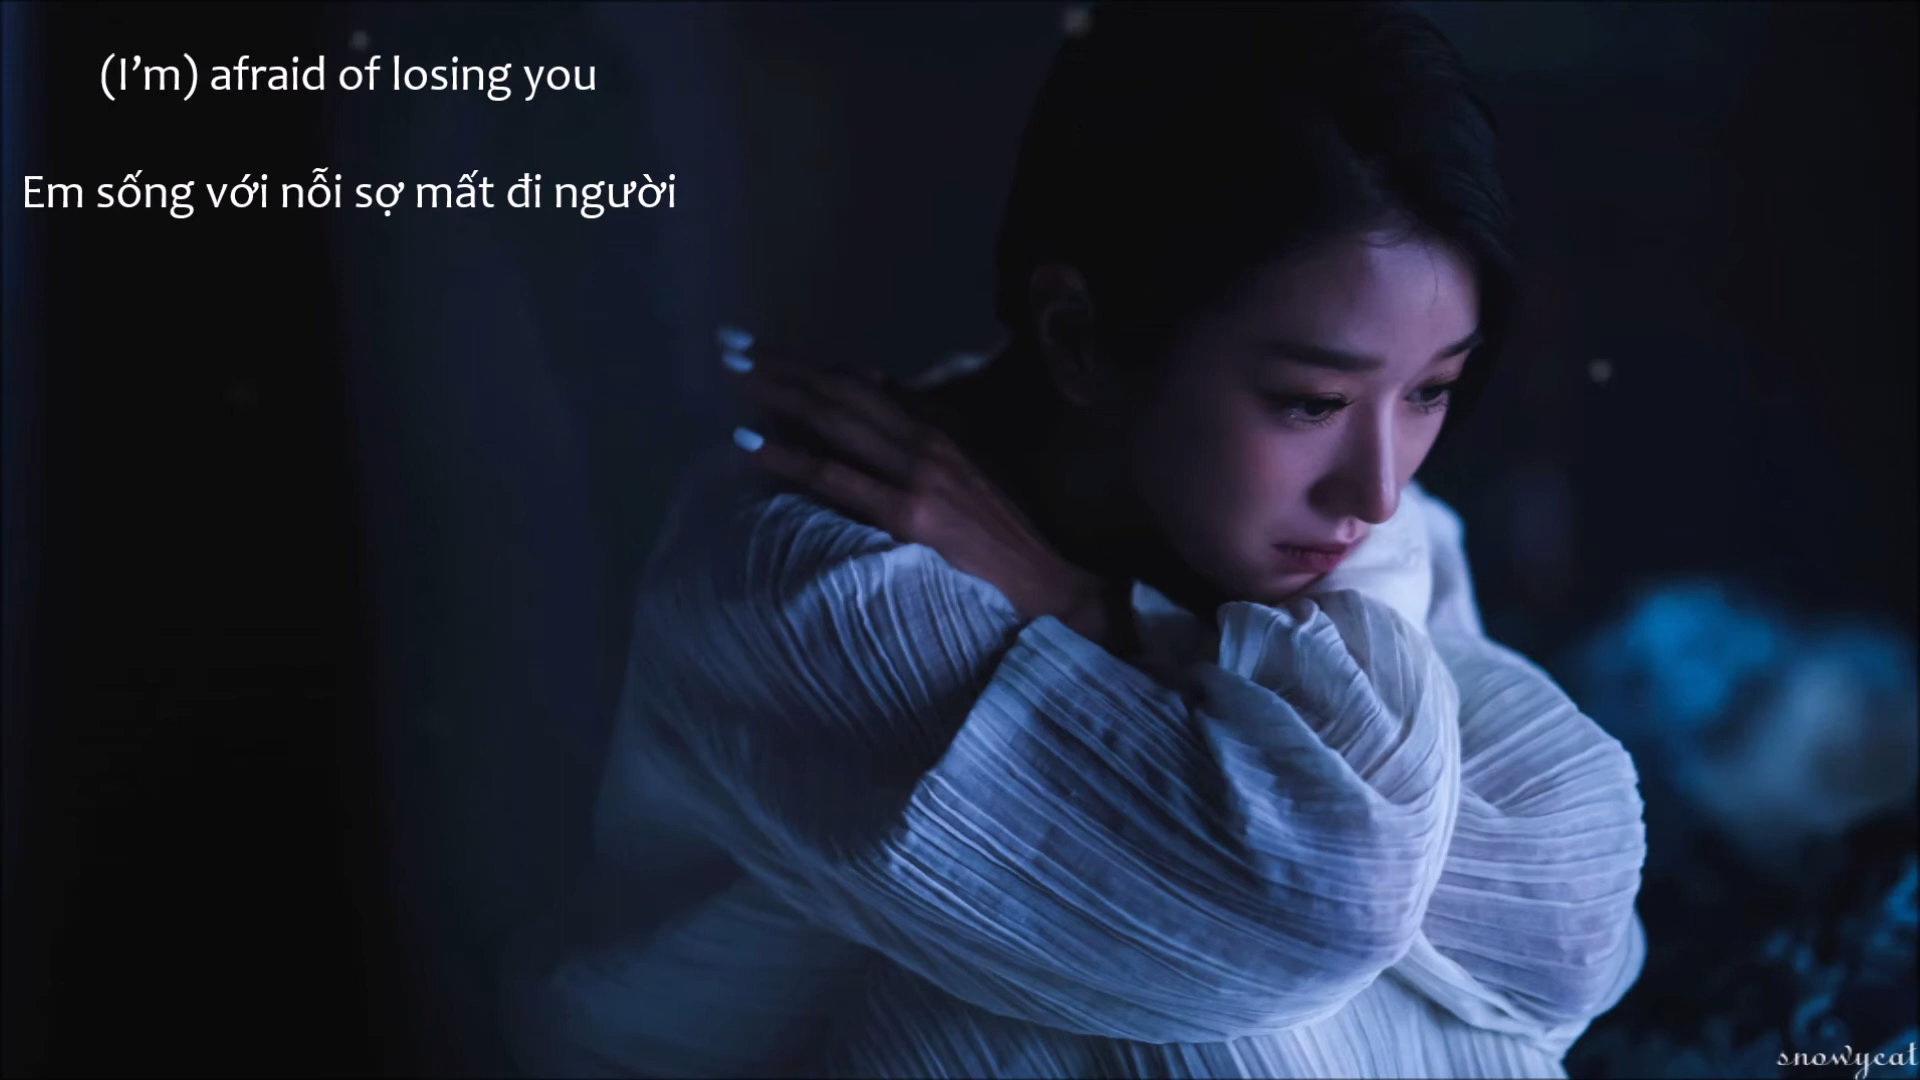 (I’m) afraid of losing you
Em sống với nỗi sợ mất đi người
snowycat